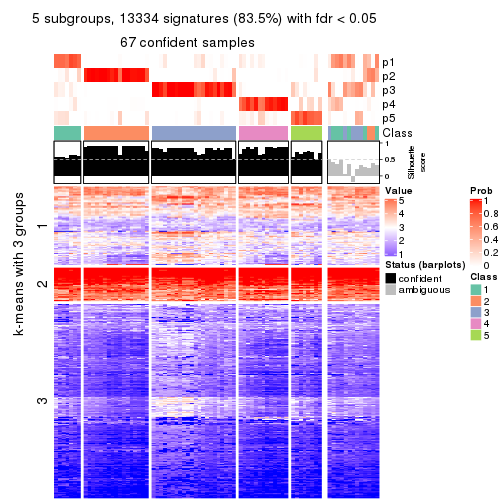 5 subgroups, 13334 signatures (83.5%) with fdr < 0.05
67 confident samples
p1
p2
p3
p4
p5
Class
1
0.5
0
Silhouette
score
k-means with 3 groups
1
2
3
Value
5
4
3
2
1
Status (barplots)
confident
ambiguous
Prob
1
0.8
0.6
0.4
0.2
0
Class
1
2
3
4
5